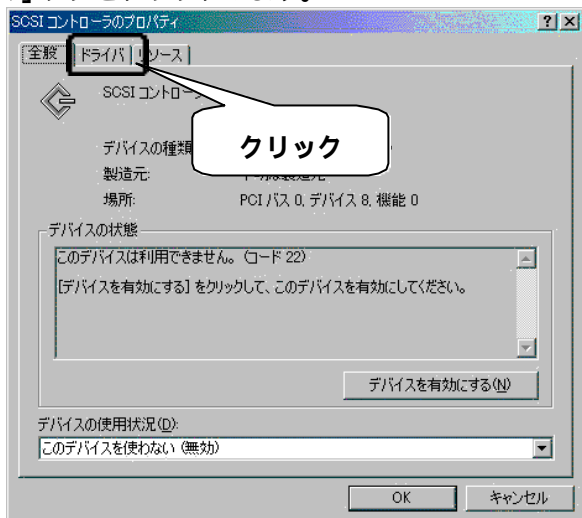 SCSI コントローラのプロパティ
全般 ドライバ リソース
SCSI コントローラ
クリック
デバイスの種類
製造元:
場所: PCI バス 0, デバイス 8, 機能 0
デバイスの状態
このデバイスは利用できません。 (コード 22)
[デバイスを有効にする] をクリックして、このデバイスを有効にしてください。
デバイスを有効にする(N)
デバイスの使用状況(D):
このデバイスを使わない (無効)
OK キャンセル